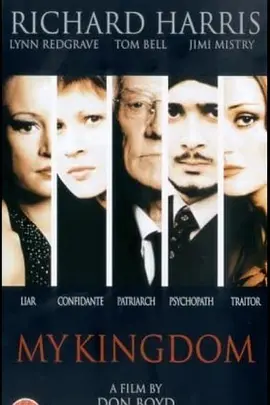 RICHARD HARRIS
LYNN REDGRAVE TOM BELL JIMI MISTRY
LIAR CONFIDANTE PATRIARCH PSYCHOPATH TRAITOR
MY KINGDOM
A FILM BY
DON BOYD